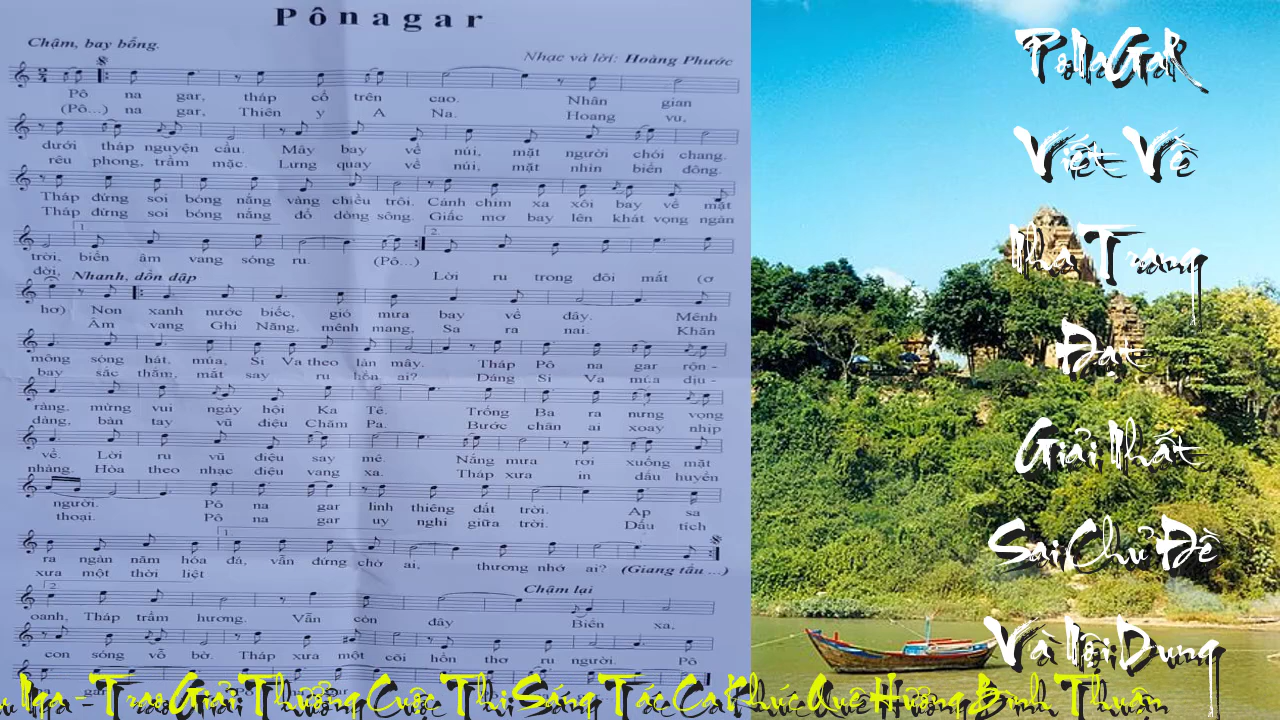 Pônagar
Chậm, bay bổng.
Nhạc và lời: Hoàng Phước
Pô na gar, tháp cổ trên cao. Nhân gian
(Pô...) na gar, Thiên y A Na. Hoang vu,
dưới tháp nguyện cầu. Mây bay về núi, mặt người chói chang.
rêu phong, trầm mặc. Lưng quay về núi, mặt nhìn biển đông.
Tháp đứng soi bóng nắng vàng chiều trôi. Cánh chim xa xôi bay về mặt
Tháp đứng soi bóng nắng đổ dòng sông. Giấc mơ bay lên khát vọng ngàn
1 2.
trời, biển âm vang sóng ru. (Pô...)
đời, Lời ru trong đôi mắt (ơ
Nhanh, dồn dập
hơ) Non xanh nước biếc, gió mưa bay về đây. Mênh
Âm vang Ghi Năng, mênh mang, Sa ra nai. Khăn
mông sóng hát, múa, Si Va theo lân mây. Tháp Pô na gar rộn -
bay sắc thắm, mắt say ru hồn ai? Dáng Si Va múa dịu -
ràng. mừng vui ngày hội Ka Tê. Trống Ba ra nưng vọng
dàng, bàn tay vũ điệu Chăm Pa. Bước chân ai xoay nhịp
về. Lời ru vũ điệu say mê. Nắng mưa rơi xuống mặt
nhàng. Hòa theo nhạc điệu vang xa. Tháp xưa in dấu huyền
người. Pô na gar linh thiêng đất trời. Ap sa
thoại. Pô na gar uy nghi giữa trời. Dấu tích
1.
ra ngàn năm hóa đá, vẫn đứng chờ ai, thương nhớ ai? (Giang tấu ...)
xưa một thời liệt
2 Chậm lại
oanh, Tháp trầm hương. Vẫn còn đây Biển xa,
con sóng vỗ bờ. Tháp xưa một cõi hồn thơ ru người. Pô
PoNaGaR
Viết Về
Nha Trang
Đạt
Giải Nhất
Sai Chủ Đề
Và Nội Dung
Nga - Trao Giải Thưởng Cuộc Thi Sáng Tác Ca Khúc Quê Hương Bình Thuận